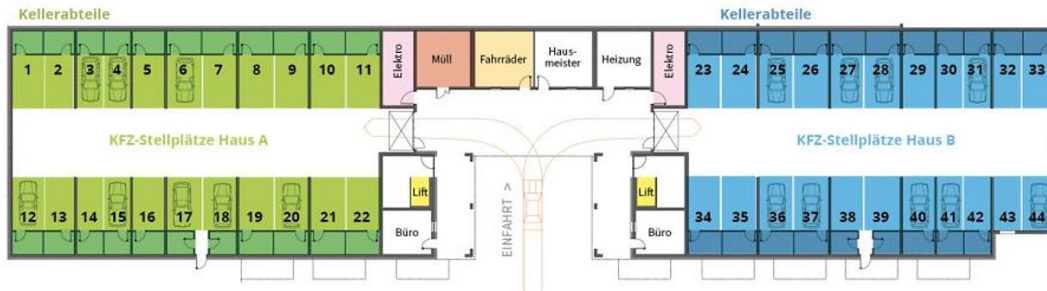 Kellerabteile
Kellerabteile
1 2 3 4 5 6 7 8 9 10 11
Elektro
Müll
Fahrräder
Haus-
meister
Heizung
Elektro
23 24 25 26 27 28 29 30 31 32 33
KFZ-Stellplätze Haus A
KFZ-Stellplätze Haus B
Lift
Lift
12 13 14 15 16 17 18 19 20 21 22
Büro
EINFAHRT >
Büro
34 35 36 37 38 39 40 41 42 43 44